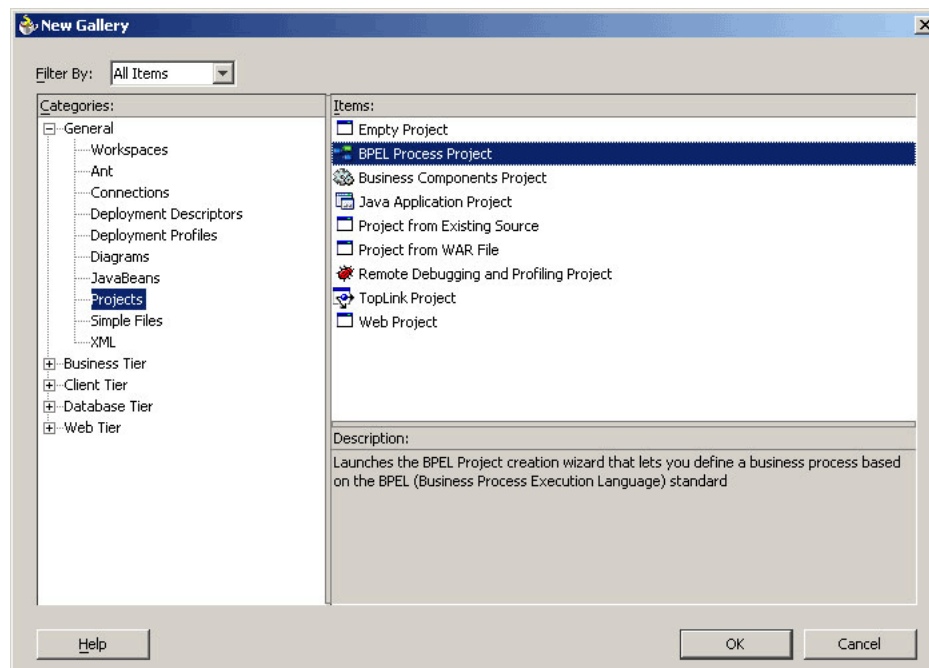 New Gallery
Filter By: All Items
Categories:
General
Workspaces
Ant
Connections
Deployment Descriptors
Deployment Profiles
Diagrams
JavaBeans
Projects
Simple Files
XML
Business Tier
Client Tier
Database Tier
Web Tier
Items:
Empty Project
BPEL Process Project
Business Components Project
Java Application Project
Project from Existing Source
Project from WAR File
Remote Debugging and Profiling Project
TopLink Project
Web Project
Description:
Launches the BPEL Project creation wizard that lets you define a business process based
on the BPEL (Business Process Execution Language) standard
Help OK Cancel